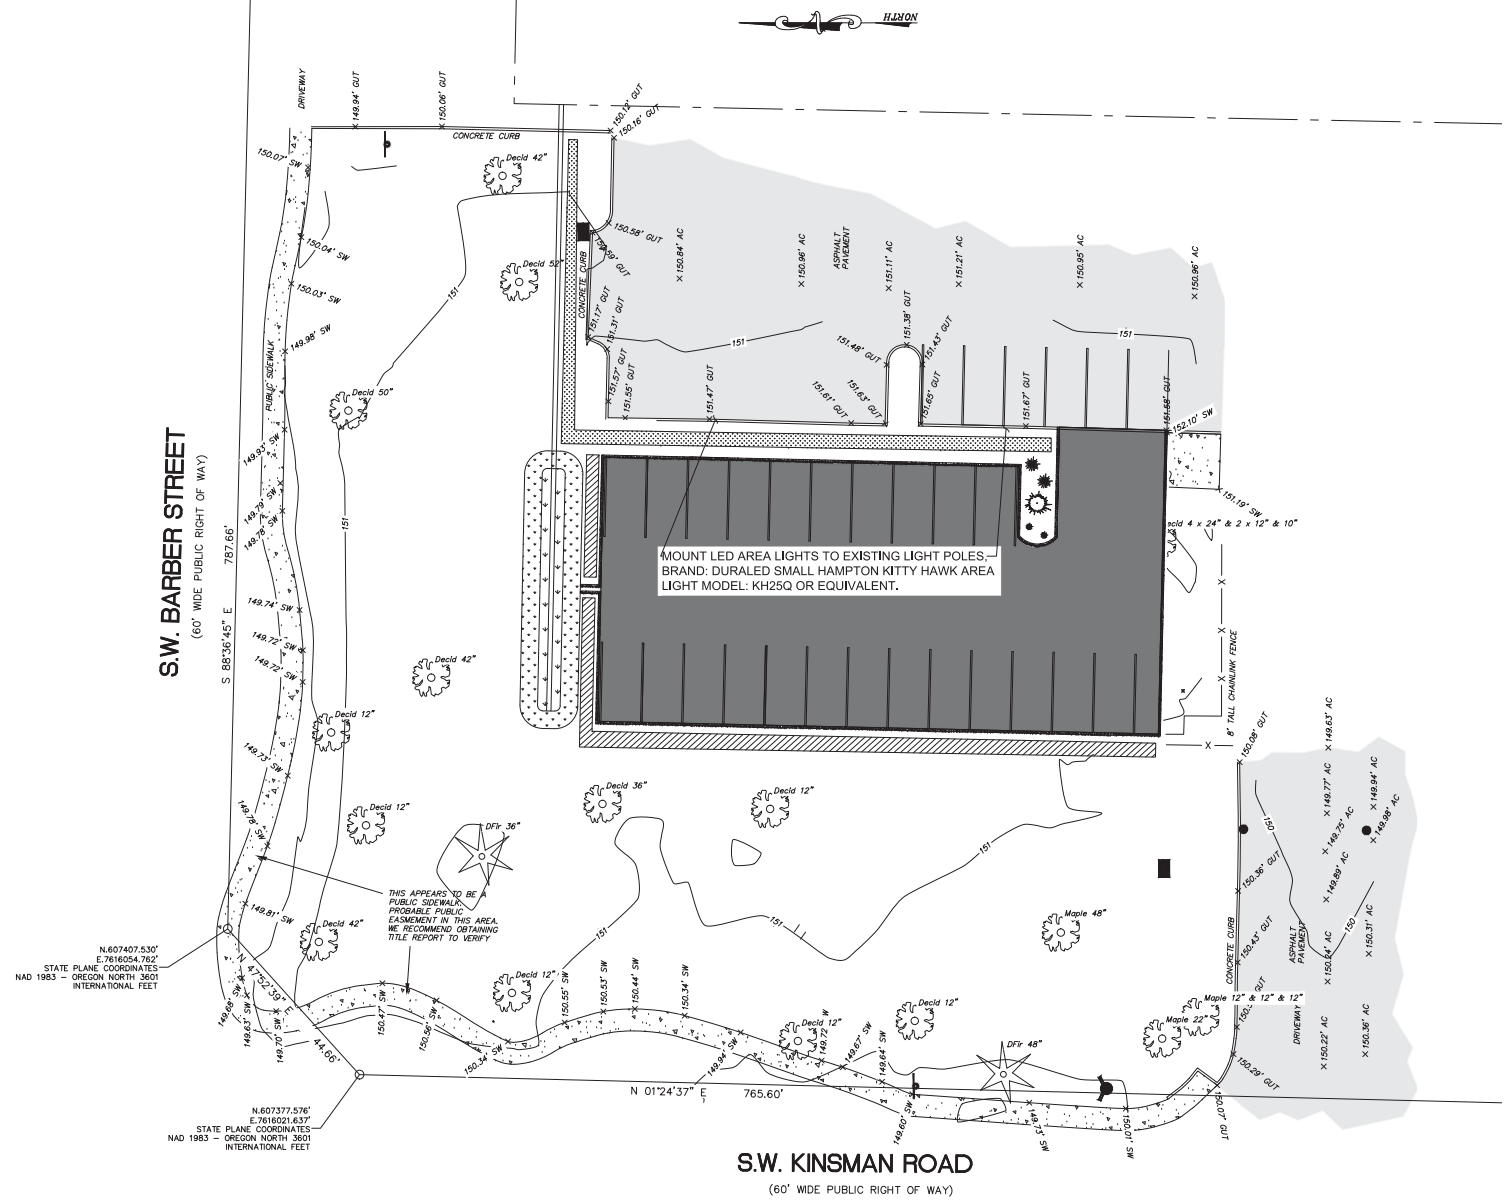 NORTH
DRIVEWAY
149.94' GUT
150.06' GUT
150.12' GUT
150.16' GUT
CONCRETE CURB
150.07' SW
Decid 42"
150.58' GUT
150.84' AC
150.96' AC
ASPHALT
PAVEMENT
151.11' AC
151.21' AC
150.95' AC
150.96' AC
150.04' SW
Decid 52"
CONCRETE CURB
150.03' SW
151
151.17' GUT
151.31' GUT
151.38' GUT
149.98' SW
151
151.48' GUT
151.43' GUT
151
PUBLIC SIDEWALK
Decid 50"
151.57' GUT
151.55' GUT
151.47' GUT
151.61' GUT
151.63' GUT
151.65' GUT
151.67' GUT
151.58' GUT
152.10' SW
149.93' SW
S.W. BARBER STREET
(60' WIDE PUBLIC RIGHT OF WAY)
149.79' SW
149.78' SW
151
787.66'
S 88°36'45" E
151.19' SW
ecid 4 x 24" & 2 x 12" & 10"
MOUNT LED AREA LIGHTS TO EXISTING LIGHT POLES,
BRAND: DURALED SMALL HAMPTON KITTY HAWK AREA
LIGHT MODEL: KH25Q OR EQUIVALENT.
149.74' SW
149.72' SW
149.72' SW
Decid 42"
8' TALL CHAINLINK FENCE
Decid 12"
150.08' GUT
149.63' AC
149.73' SW
149.77' AC
149.94' AC
Decid 36"
Decid 12"
149.78' SW
Decid 12"
DFir 36"
150
149.75' AC
149.98' AC
151
150.36' GUT
149.89' AC
THIS APPEARS TO BE A
PUBLIC SIDEWALK.
PROBABLE PUBLIC
EASMEMENT IN THIS AREA.
WE RECOMMEND OBTAINING
TITLE REPORT TO VERIFY
149.81' SW
Decid 42"
151
151
Maple 48"
CONCRETE CURB
150.43' GUT
ASPHALT
PAVEMENT
150
150.31' AC
150.24' AC
N.607407.530'
E.7616054.762'
STATE PLANE COORDINATES
NAD 1983 – OREGON NORTH 3601
INTERNATIONAL FEET
N 47°52'39" E
44.66'
149.68' SW
149.63' SW
149.70' SW
150.47' SW
150.56' SW
150.34' SW
Decid 12"
150.55' SW
150.53' SW
150.44' SW
150.34' SW
Decid 12"
Decid 12"
149.94' SW
149.67' SW
149.64' SW
DFir 48"
Maple 12" & 12" & 12"
Maple 22"
DRIVEWAY
150.22' AC
150.36' AC
150.29' GUT
N 01°24'37" E
765.60'
149.60' SW
149.73' SW
150.01' SW
150.07' GUT
N.607377.576'
E.7616021.637'
STATE PLANE COORDINATES
NAD 1983 – OREGON NORTH 3601
INTERNATIONAL FEET
S.W. KINSMAN ROAD
(60' WIDE PUBLIC RIGHT OF WAY)